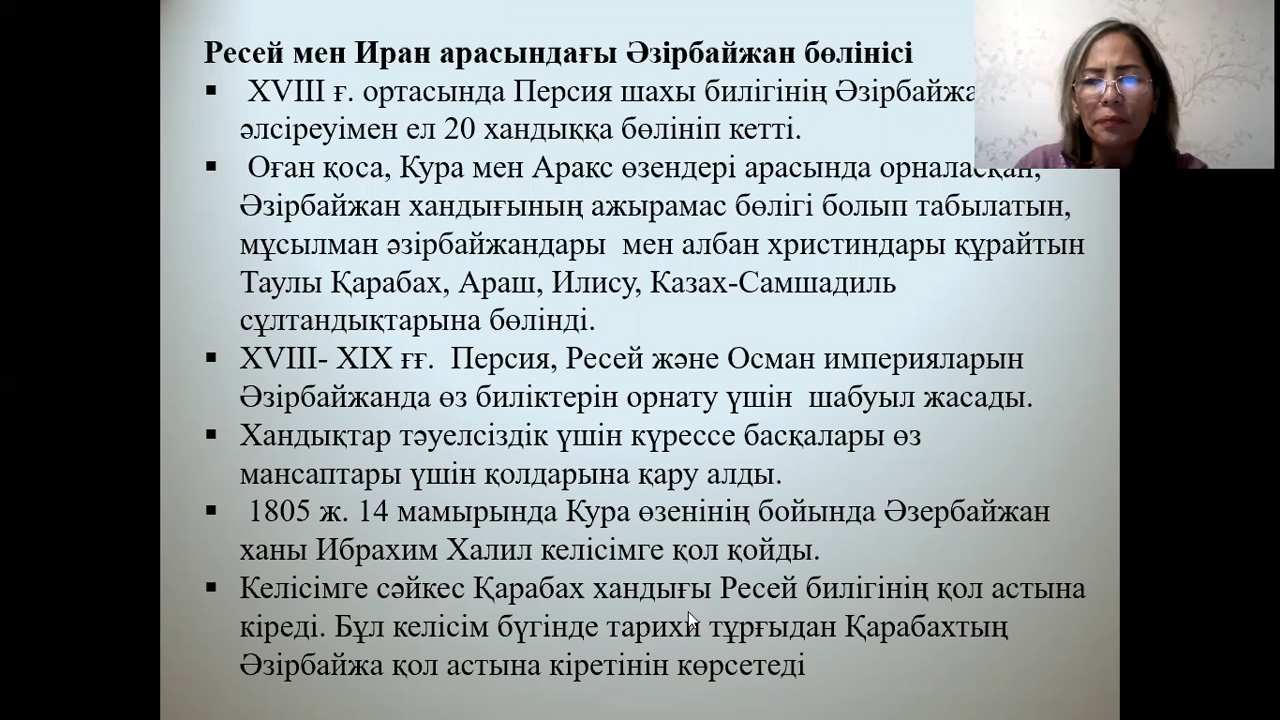 Ресей мен Иран арасындағы Әзірбайжан бөлінісі
▪ XVIII ғ. ортасында Персия шахы билігінің
әлсіреуімен ел 20 хандыққа бөлініп кетті.
▪ Оған қоса, Кура мен Аракс өзендері арасында орналасқан,
Әзірбайжан хандығының ажырамас бөлігі болып табылатын,
мұсылман әзірбайжандары мен албан христиндары құрайтын
Таулы Қарабах, Араш, Илису, Казах-Самшадиль
сұлтандықтарына бөлінді.
▪ XVIII- XIX ғғ. Персия, Ресей және Осман империяларын
Әзірбайжанда өз биліктерін орнату үшін шабуыл жасады.
▪ Хандықтар тәуелсіздік үшін күрессе басқалары өз
мансаптары үшін қолдарына қару алды.
▪ 1805 ж. 14 мамырында Кура өзенінің бойында Әзербайжан
ханы Ибрахим Халил келісімге қол қойды.
▪ Келісімге сәйкес Қарабах хандығы Ресей билігінің қол астына
кіреді. Бұл келісім бүгінде тарихи тұрғыдан Қарабахтың
Әзірбайжа қол астына кіретінін көрсетеді